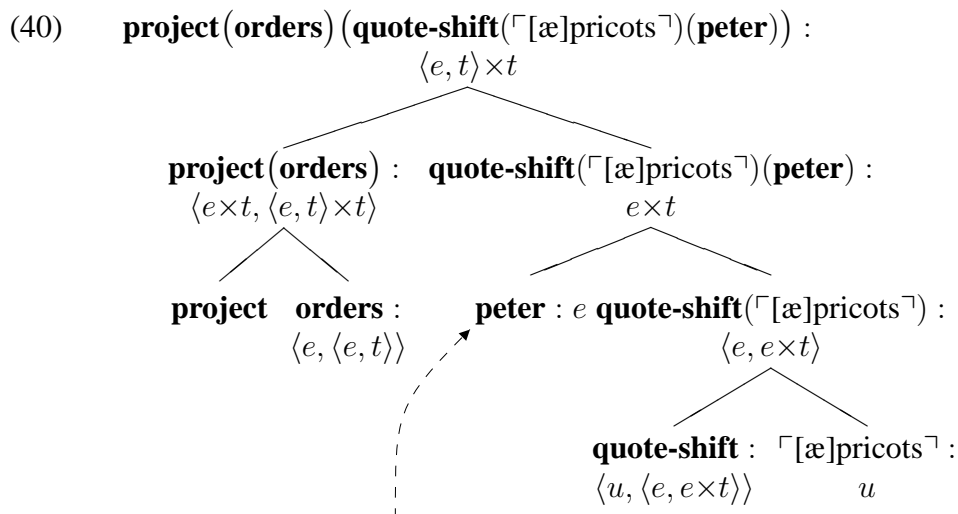 (40) project(orders)(quote-shift(⌜[æ]pricots⌝)(peter)) :
⟨e, t⟩×t
project(orders) : quote-shift(⌜[æ]pricots⌝)(peter) :
⟨e×t, ⟨e, t⟩×t⟩ e×t
project orders : peter : e quote-shift(⌜[æ]pricots⌝) :
⟨e, ⟨e, t⟩⟩ ⟨e, e×t⟩
quote-shift : ⌜[æ]pricots⌝ :
⟨u, ⟨e, e×t⟩⟩ u